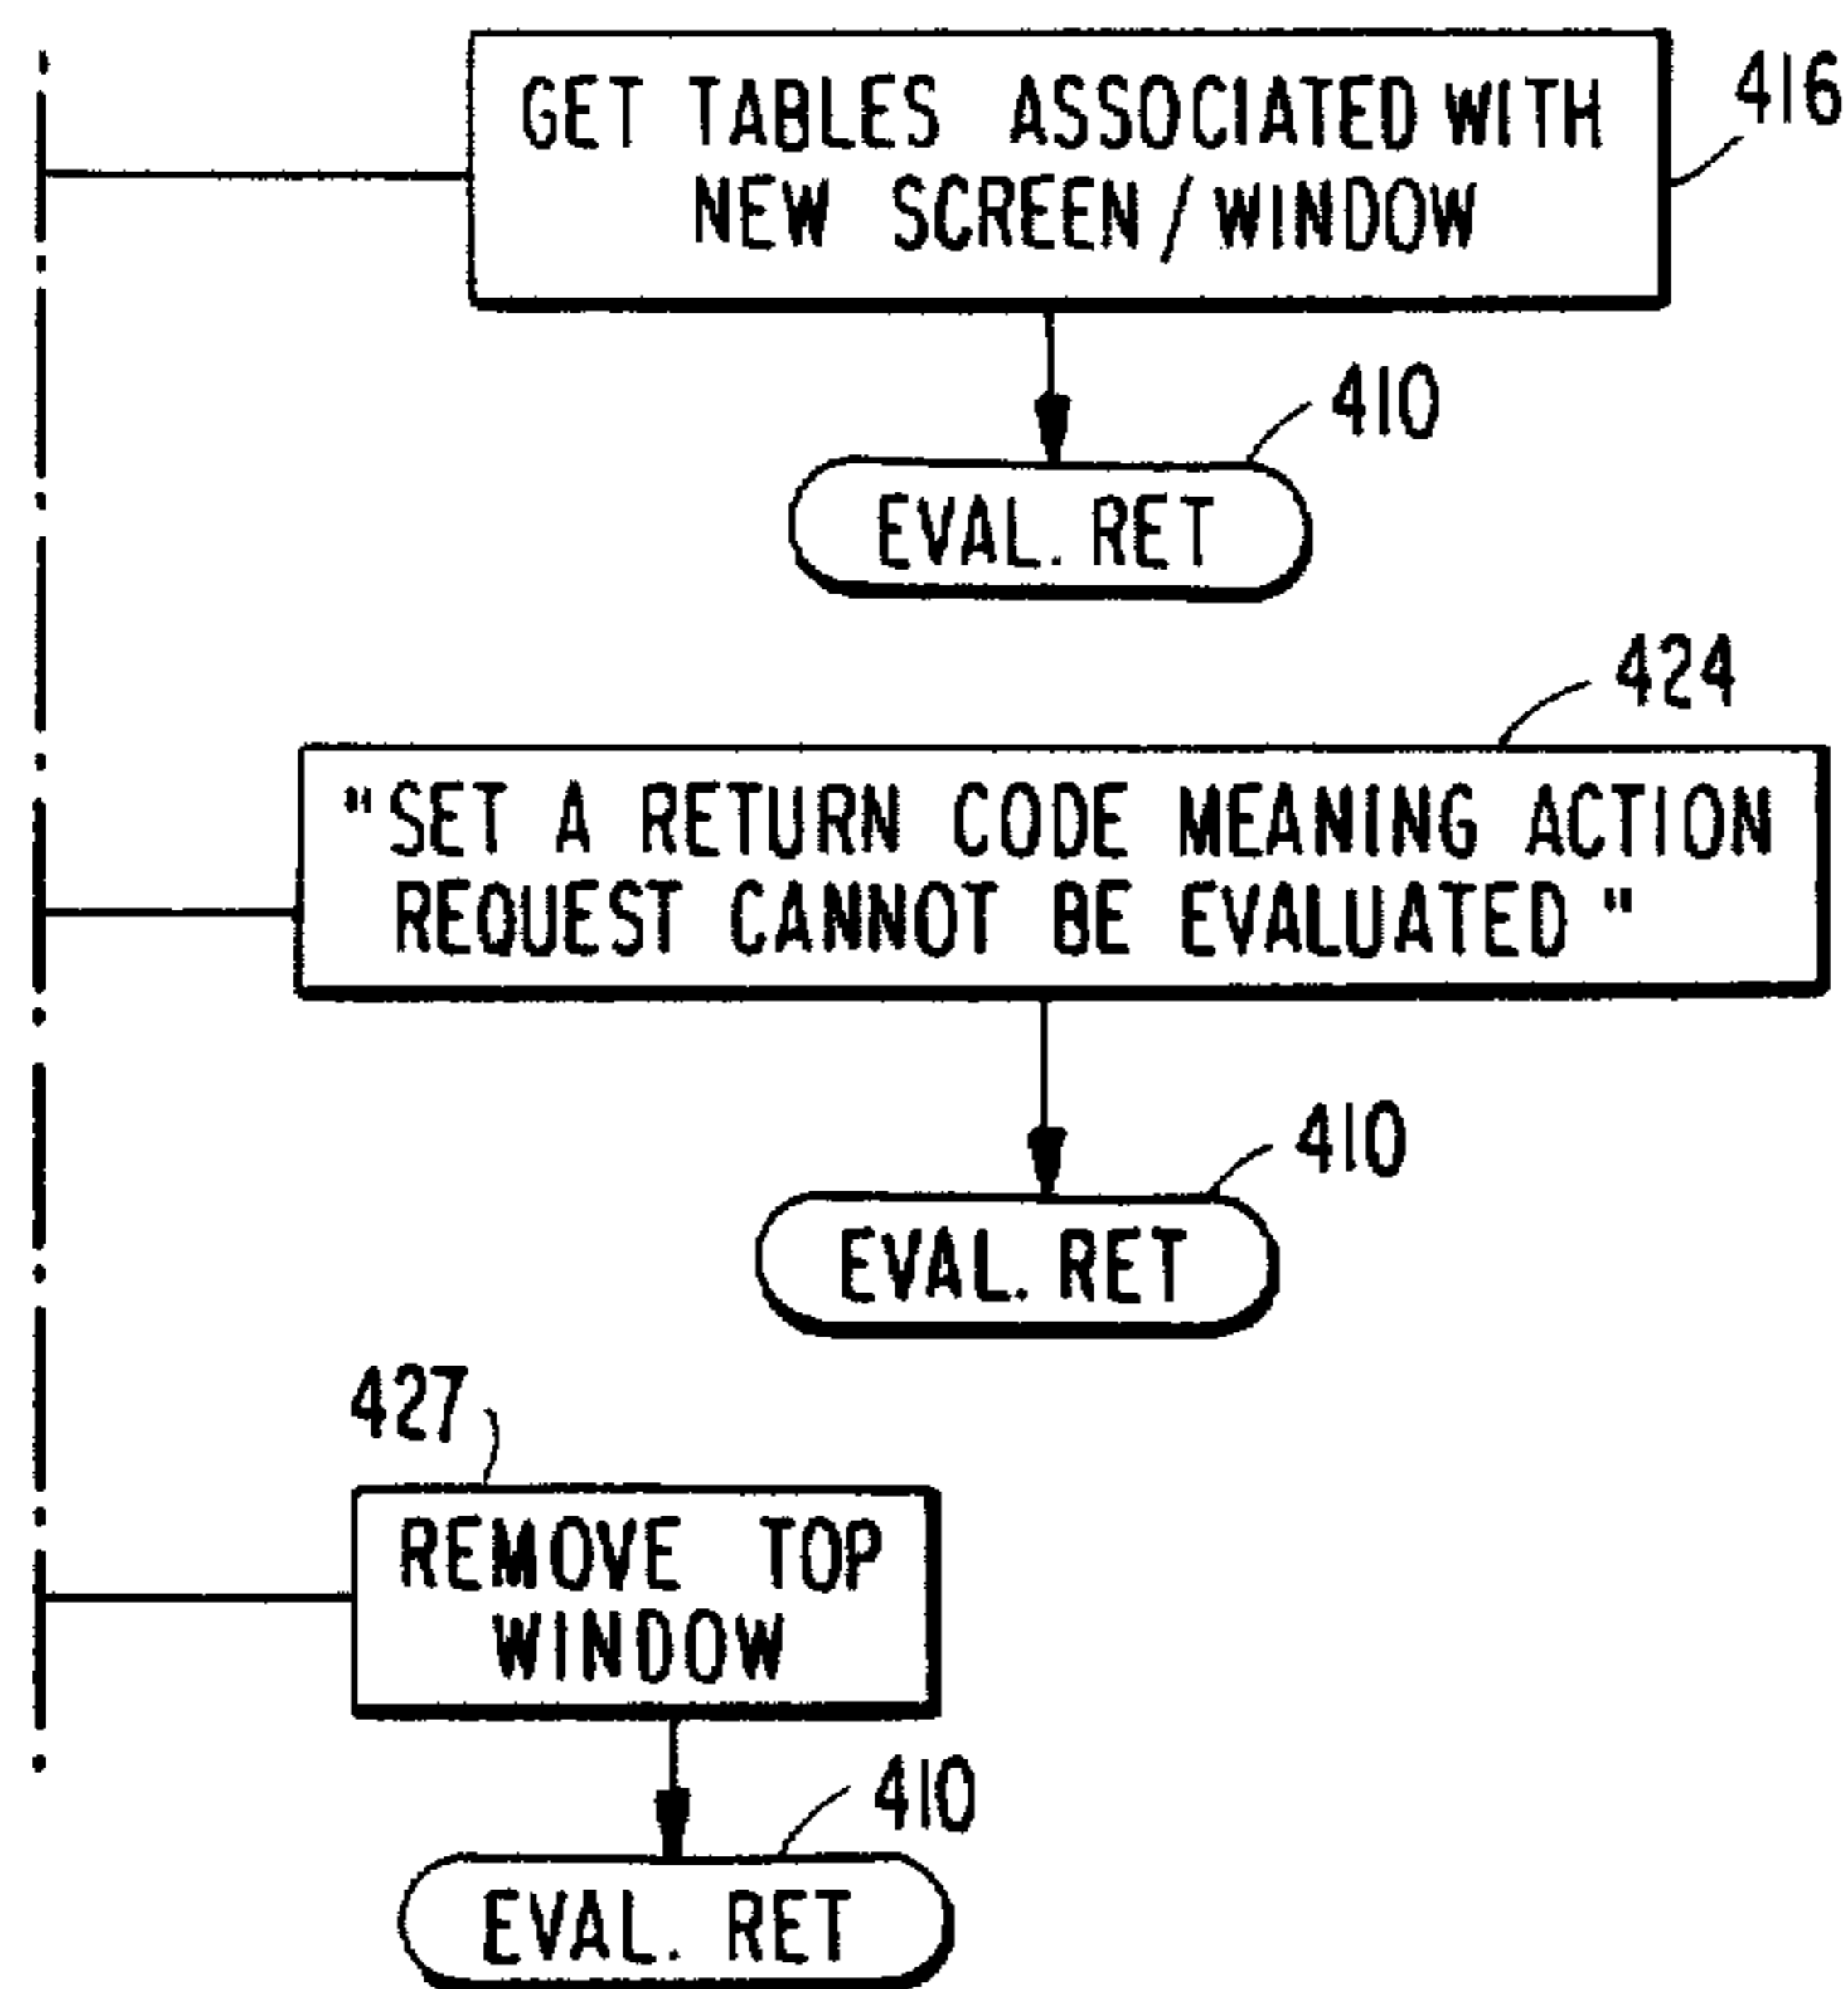 GET TABLES ASSOCIATED WITH
NEW SCREEN/WINDOW
416
410
EVAL. RET
424
"SET A RETURN CODE MEANING ACTION
REQUEST CANNOT BE EVALUATED"
410
EVAL. RET
427
REMOVE TOP
WINDOW
410
EVAL. RET